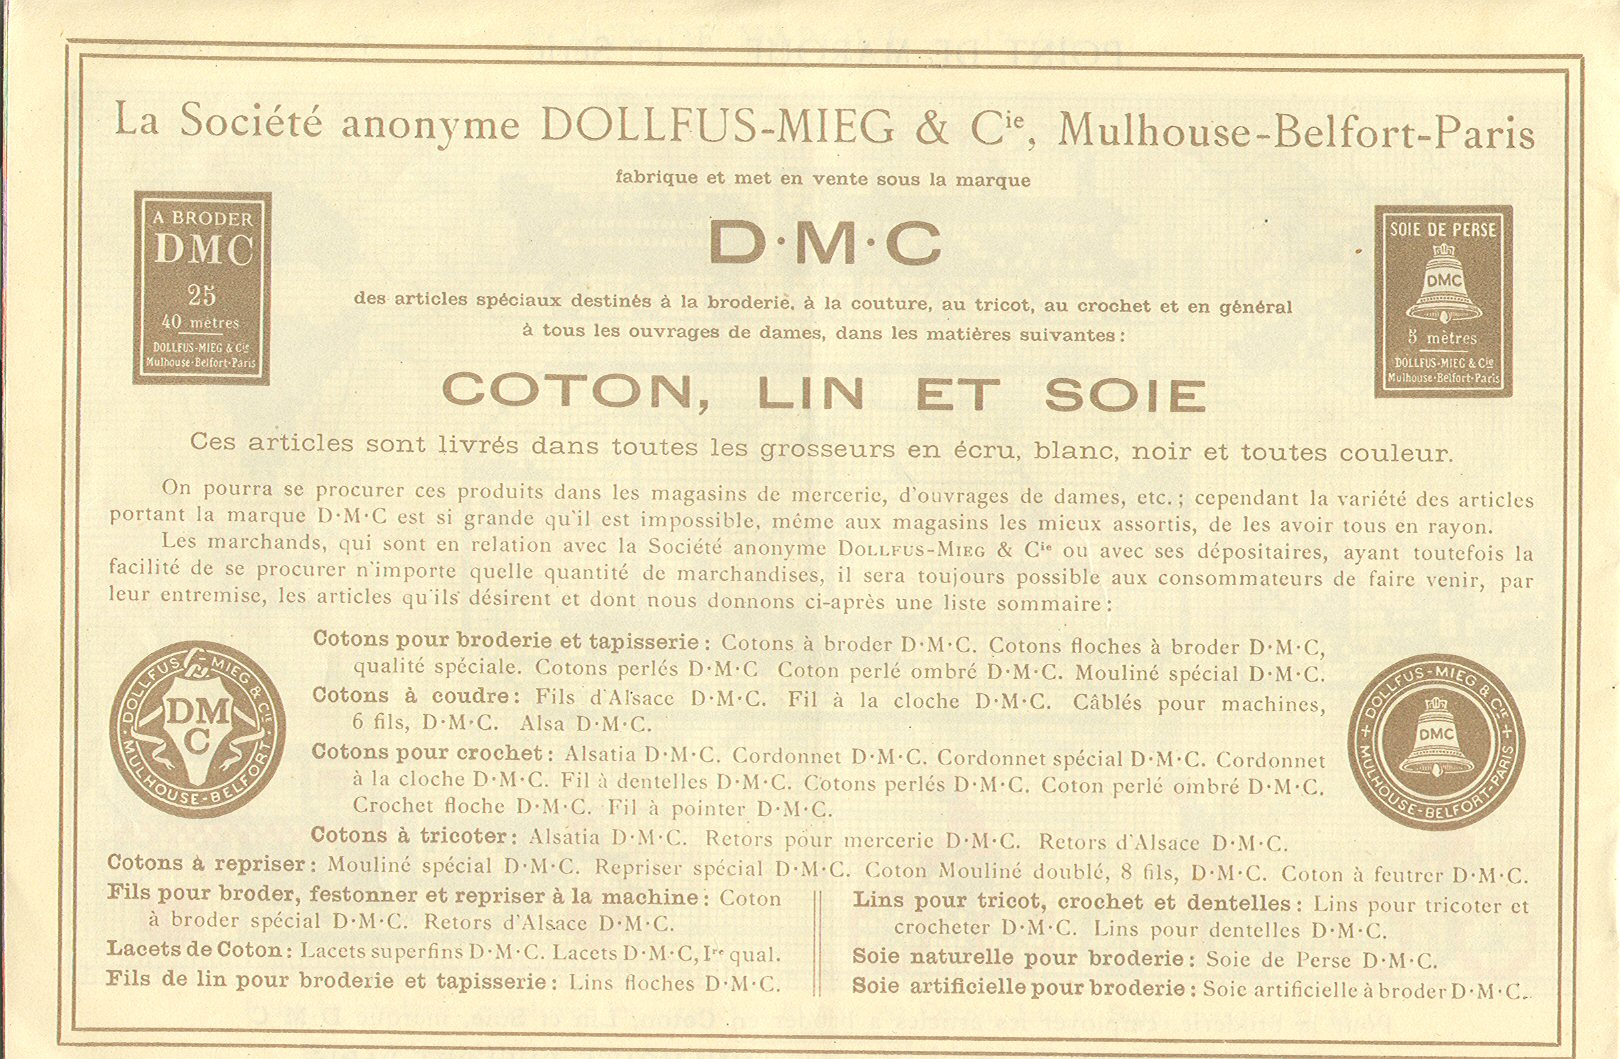 La Société anonyme DOLLFUS-MIEG & Cie, Mulhouse-Belfort-Paris
fabrique et met en vente sous la marque
A BRODER
DMC
25
40 mètres
DOLLFUS-MIEG & Cie
Mulhouse·Belfort·Paris
D·M·C
SOIE DE PERSE
DMC
5 mètres
DOLLFUS-MIEG & Cie
Mulhouse·Belfort·Paris
des articles spéciaux destinés à la broderie, à la couture, au tricot, au crochet et en général
à tous les ouvrages de dames, dans les matières suivantes :
COTON, LIN ET SOIE
Ces articles sont livrés dans toutes les grosseurs en écru, blanc, noir et toutes couleur.
On pourra se procurer ces produits dans les magasins de mercerie, d'ouvrages de dames, etc.; cependant la variété des articles
portant la marque D·M·C est si grande qu'il est impossible, même aux magasins les mieux assortis, de les avoir tous en rayon.
Les marchands, qui sont en relation avec la Société anonyme DOLLFUS-MIEG & Cie ou avec ses dépositaires, ayant toutefois la
facilité de se procurer n'importe quelle quantité de marchandises, il sera toujours possible aux consommateurs de faire venir, par
leur entremise, les articles qu'ils désirent et dont nous donnons ci-après une liste sommaire :
DOLLFUS-MIEG & CIE
DMC
MULHOUSE-BELFORT
Cotons pour broderie et tapisserie : Cotons à broder D·M·C. Cotons floches à broder D·M·C,
qualité spéciale. Cotons perlés D·M·C Coton perlé ombré D·M·C. Mouliné spécial D·M·C.
Cotons à coudre : Fils d'Alsace D·M·C. Fil à la cloche D·M·C. Câblés pour machines,
6 fils, D·M·C. Alsa D·M·C.
Cotons pour crochet : Alsatia D·M·C. Cordonnet D·M·C. Cordonnet spécial D·M·C. Cordonnet
à la cloche D·M·C. Fil à dentelles D·M·C. Cotons perlés D·M·C. Coton perlé ombré D·M·C.
Crochet floche D·M·C. Fil à pointer D·M·C.
Cotons à tricoter : Alsatia D·M·C. Retors pour mercerie D·M·C. Retors d'Alsace D·M·C.
DOLLFUS-MIEG & CIE
DMC
MULHOUSE-BELFORT-PARIS
Cotons à repriser : Mouliné spécial D·M·C. Repriser spécial D·M·C. Coton Mouliné doublé, 8 fils, D·M·C. Coton à feutrer D·M·C.
Fils pour broder, festonner et repriser à la machine : Coton
à broder spécial D·M·C. Retors d'Alsace D·M·C.
Lacets de Coton : Lacets superfins D·M·C. Lacets D·M·C, Ire qual.
Fils de lin pour broderie et tapisserie : Lins floches D·M·C.
Lins pour tricot, crochet et dentelles : Lins pour tricoter et
crocheter D·M·C. Lins pour dentelles D·M·C.
Soie naturelle pour broderie : Soie de Perse D·M·C.
Soie artificielle pour broderie : Soie artificielle à broder D·M·C.